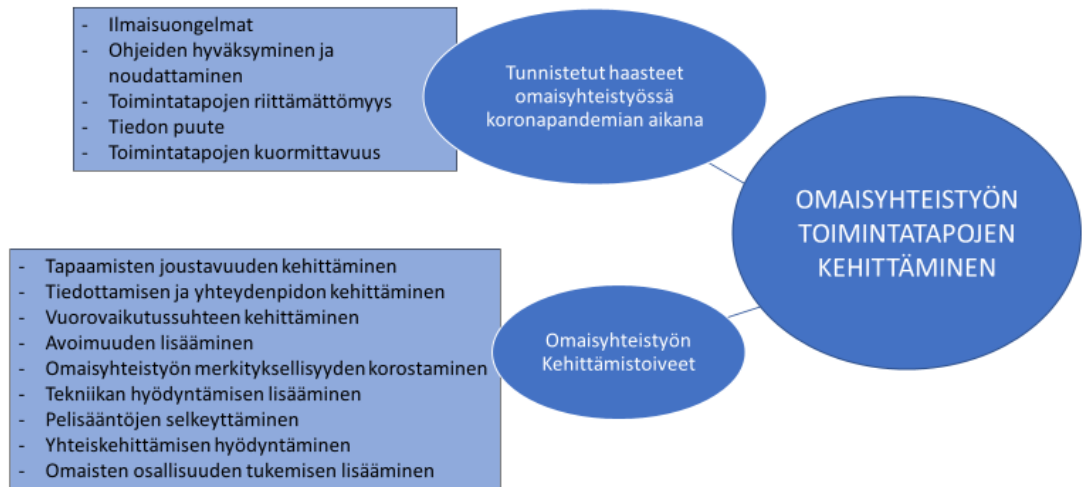 - Ilmaisuongelmat
- Ohjeiden hyväksyminen ja
noudattaminen
- Toimintatapojen riittämättömyys
- Tiedon puute
- Toimintatapojen kuormittavuus
Tunnistetut haasteet
omaisyhteistyössä
koronapandemian aikana
OMAISYHTEISTYÖN
TOIMINTATAPOJEN
KEHITTÄMINEN
- Tapaamisten joustavuuden kehittäminen
- Tiedottamisen ja yhteydenpidon kehittäminen
- Vuorovaikutussuhteen kehittäminen
- Avoimuuden lisääminen
- Omaisyhteistyön merkityksellisyyden korostaminen
- Tekniikan hyödyntämisen lisääminen
- Pelisääntöjen selkeyttäminen
- Yhteiskehittämisen hyödyntäminen
- Omaisten osallisuuden tukemisen lisääminen
Omaisyhteistyön
Kehittämistoiveet